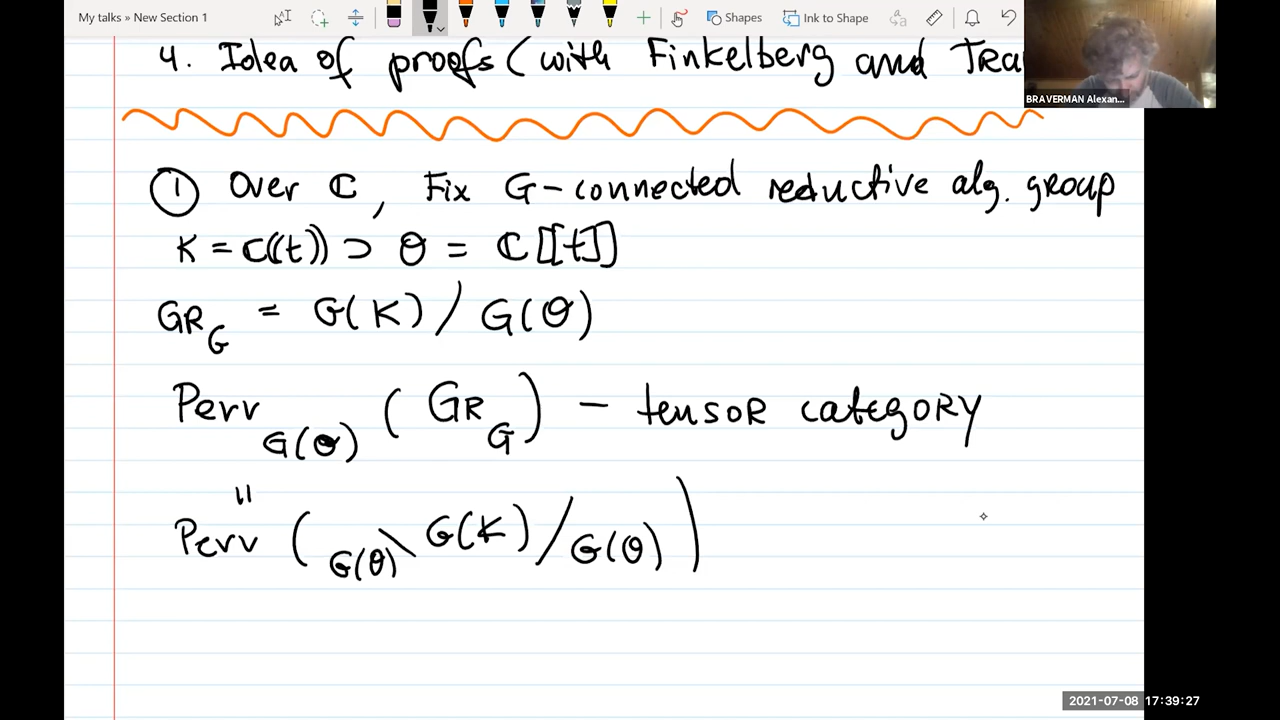 My talks » New Section 1
Shapes
Ink to Shape
4. Idea of proofs (with Finkelberg and
BRAVERMAN Alexan...
① Over ℂ, Fix G-connected reductive alg. group
K = ℂ((t)) ⊃ O = ℂ[[t]]
GR_G = G(K) / G(O)
Perv_{G(O)} (GR_G) – tensor category
"
Perv (_{G(O)}\ G(K) /_{G(O)})
2021-07-08 17:39:27